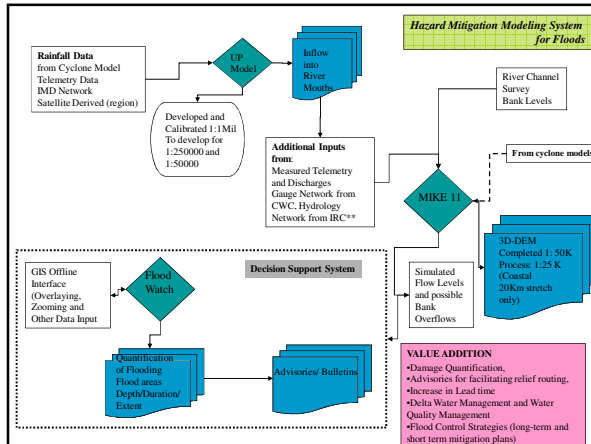 Hazard Mitigation Modeling System
for Floods
Rainfall Data
from Cyclone Model
Telemetry Data
IMD Network
Satellite Derived (region)
UP
Model
Inflow
into
River
Mouths
River Channel
Survey
Bank Levels
Developed and
Calibrated 1:1Mil
To develop for
1:250000 and
1:50000
Additional Inputs
from:
Measured Telemetry
and Discharges
Gauge Network from
CWC, Hydrology
Network from IRC**
From cyclone models
MIKE 11
3D-DEM
Completed 1: 50K
Process: 1:25 K
(Coastal
20Km stretch
only)
Decision Support System
GIS Offline
Interface
(Overlaying,
Zooming and
Other Data Input
Flood
Watch
Simulated
Flow Levels
and possible
Bank
Overflows
Quantification
of Flooding
Flood areas
Depth/Duration/
Extent
Advisories/ Bulletins
VALUE ADDITION
•Damage Quantification,
•Advisories for facilitating relief routing,
•Increase in Lead time
•Delta Water Management and Water
Quality Management
•Flood Control Strategies (long-term and
short term mitigation plans)